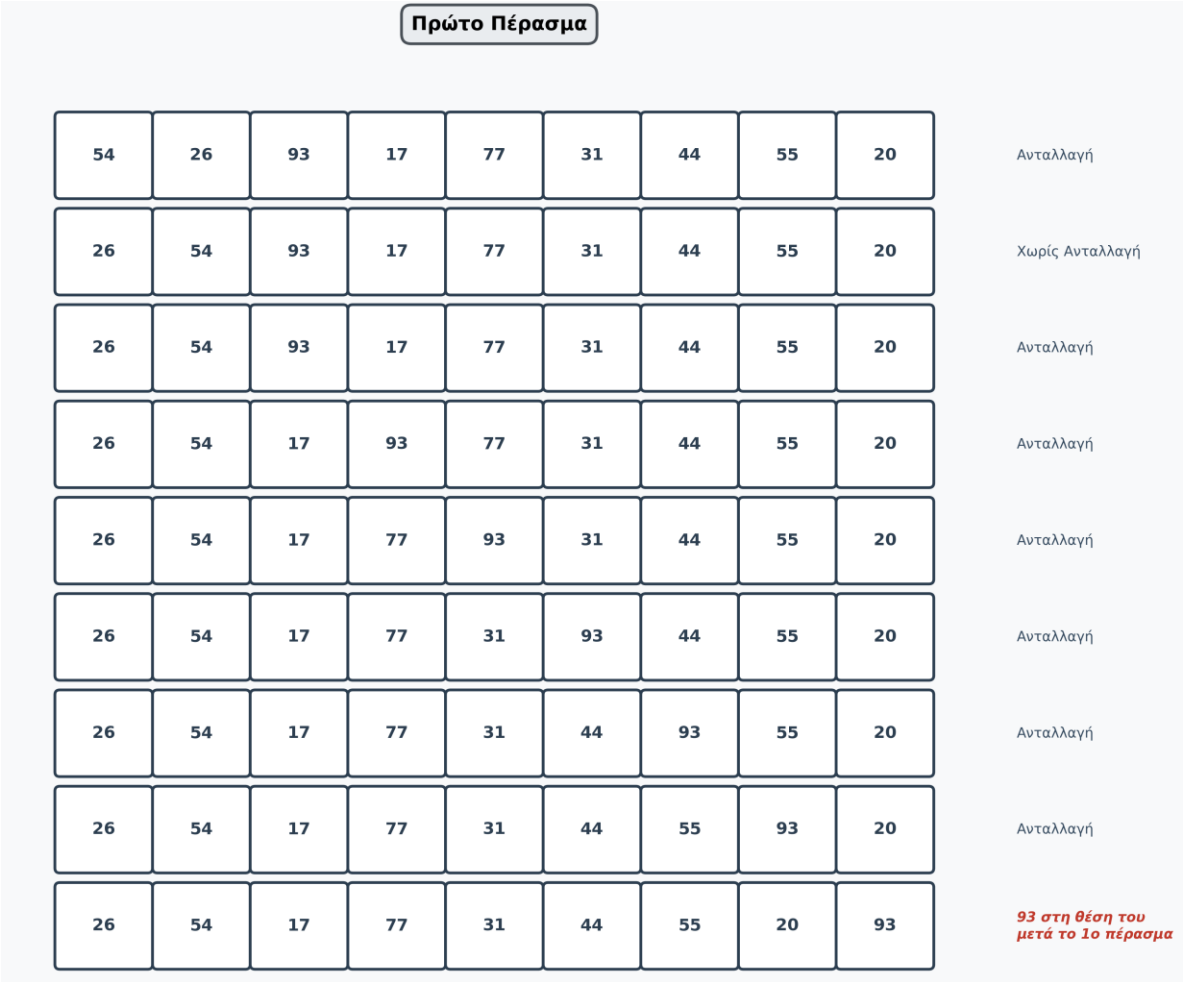 Πρώτο Πέρασμα
54 26 93 17 77 31 44 55 20 Ανταλλαγή
26 54 93 17 77 31 44 55 20 Χωρίς Ανταλλαγή
26 54 93 17 77 31 44 55 20 Ανταλλαγή
26 54 17 93 77 31 44 55 20 Ανταλλαγή
26 54 17 77 93 31 44 55 20 Ανταλλαγή
26 54 17 77 31 93 44 55 20 Ανταλλαγή
26 54 17 77 31 44 93 55 20 Ανταλλαγή
26 54 17 77 31 44 55 93 20 Ανταλλαγή
26 54 17 77 31 44 55 20 93
93 στη θέση του
μετά το 1ο πέρασμα